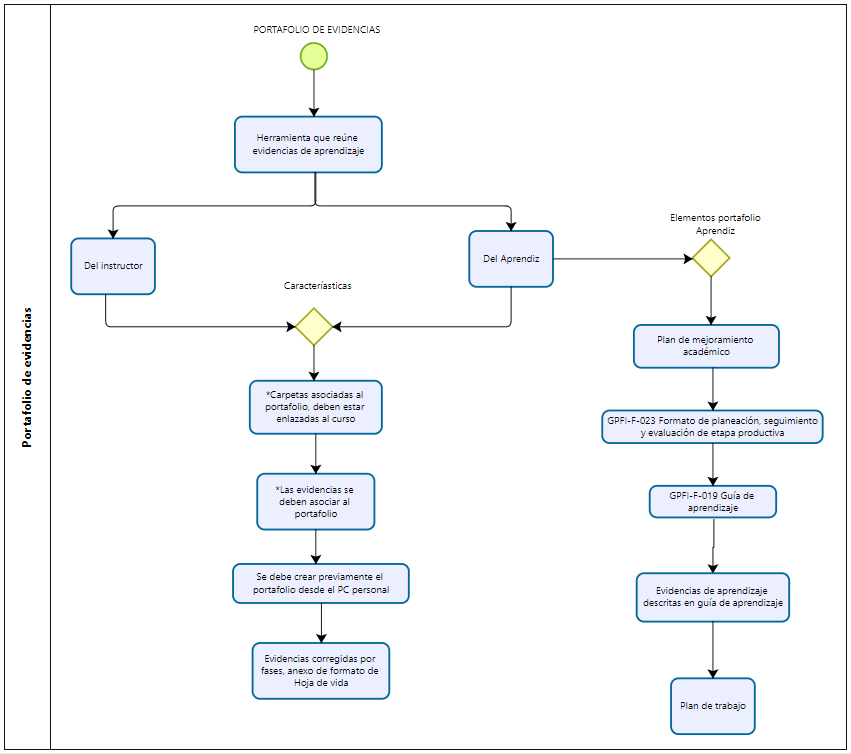 Portafolio de evidencias
PORTAFOLIO DE EVIDENCIAS
Herramienta que reúne
evidencias de aprendizaje
Del instructor
Del Aprendiz
Elementos portafolio
Aprendiz
Caracteríasticas
*Carpetas asociadas al
portafolio, deben estar
enlazadas al curso
*Las evidencias se
deben asociar al
portafolio
Se debe crear previamente el
portafolio desde el PC personal
Evidencias corregidas por
fases, anexo de formato de
Hoja de vida
Plan de mejoramiento
académico
GPFI-F-023 Formato de planeación, seguimiento
y evaluación de etapa productiva
GPFI-F-019 Guía de
aprendizaje
Evidencias de aprendizaje
descritas en guía de aprendizaje
Plan de trabajo